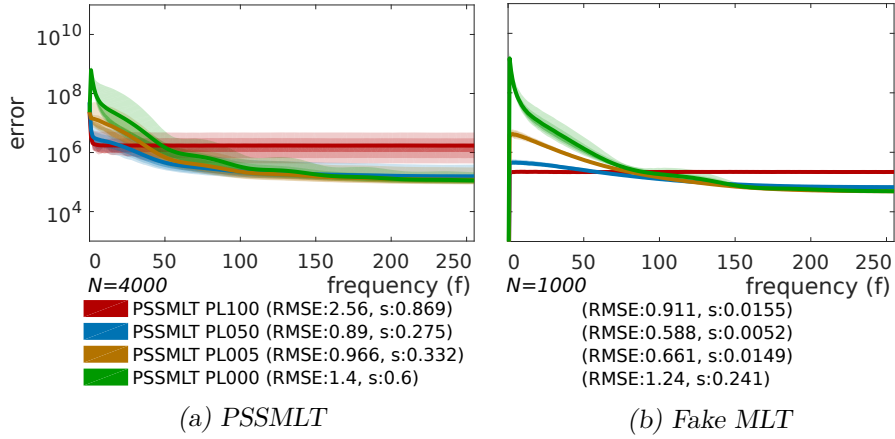 error
10^10
10^8
10^6
10^4
0 50 100 150 200 250
frequency (f)
N=4000
0 50 100 150 200 250
frequency (f)
N=1000
PSSMLT PL100 (RMSE:2.56, s:0.869)
PSSMLT PL050 (RMSE:0.89, s:0.275)
PSSMLT PL005 (RMSE:0.966, s:0.332)
PSSMLT PL000 (RMSE:1.4, s:0.6)
(RMSE:0.911, s:0.0155)
(RMSE:0.588, s:0.0052)
(RMSE:0.661, s:0.0149)
(RMSE:1.24, s:0.241)
(a) PSSMLT
(b) Fake MLT